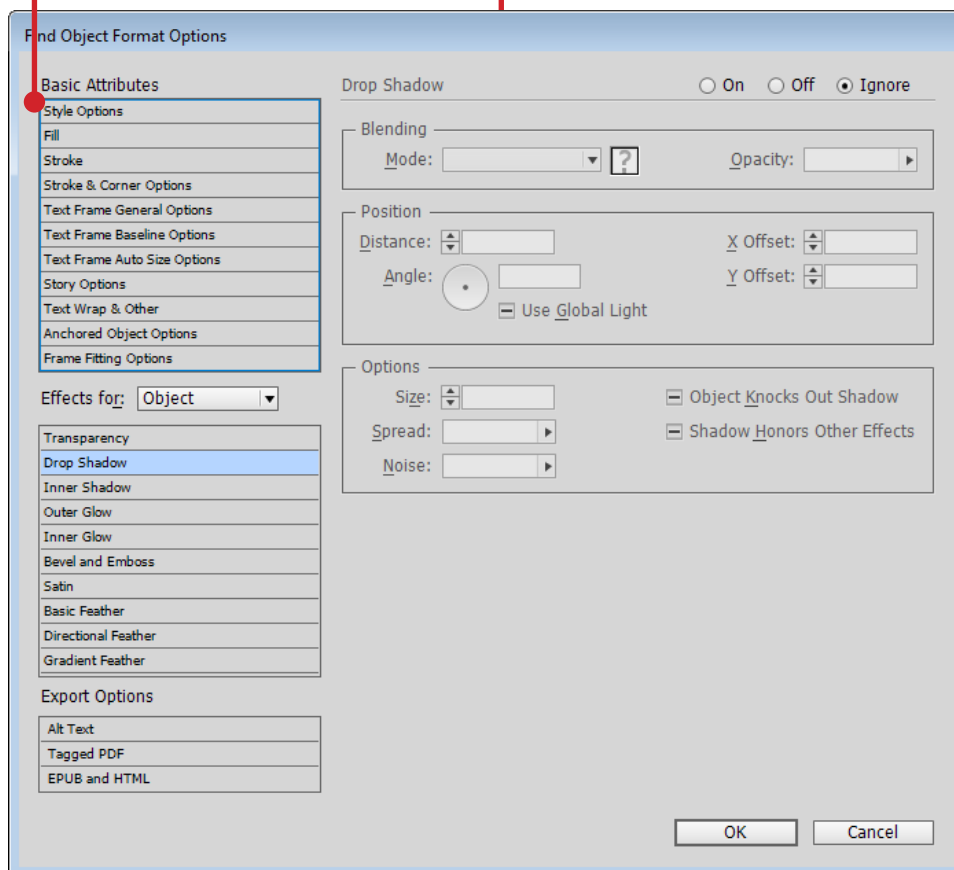 Find Object Format Options
Basic Attributes
Style Options
Fill
Stroke
Stroke & Corner Options
Text Frame General Options
Text Frame Baseline Options
Text Frame Auto Size Options
Story Options
Text Wrap & Other
Anchored Object Options
Frame Fitting Options
Effects for: Object
Transparency
Drop Shadow
Inner Shadow
Outer Glow
Inner Glow
Bevel and Emboss
Satin
Basic Feather
Directional Feather
Gradient Feather
Export Options
Alt Text
Tagged PDF
EPUB and HTML
Drop Shadow On Off Ignore
Blending
Mode: ? Opacity:
Position
Distance: X Offset:
Angle: Y Offset:
Use Global Light
Options
Size: Object Knocks Out Shadow
Spread: Shadow Honors Other Effects
Noise:
OK Cancel